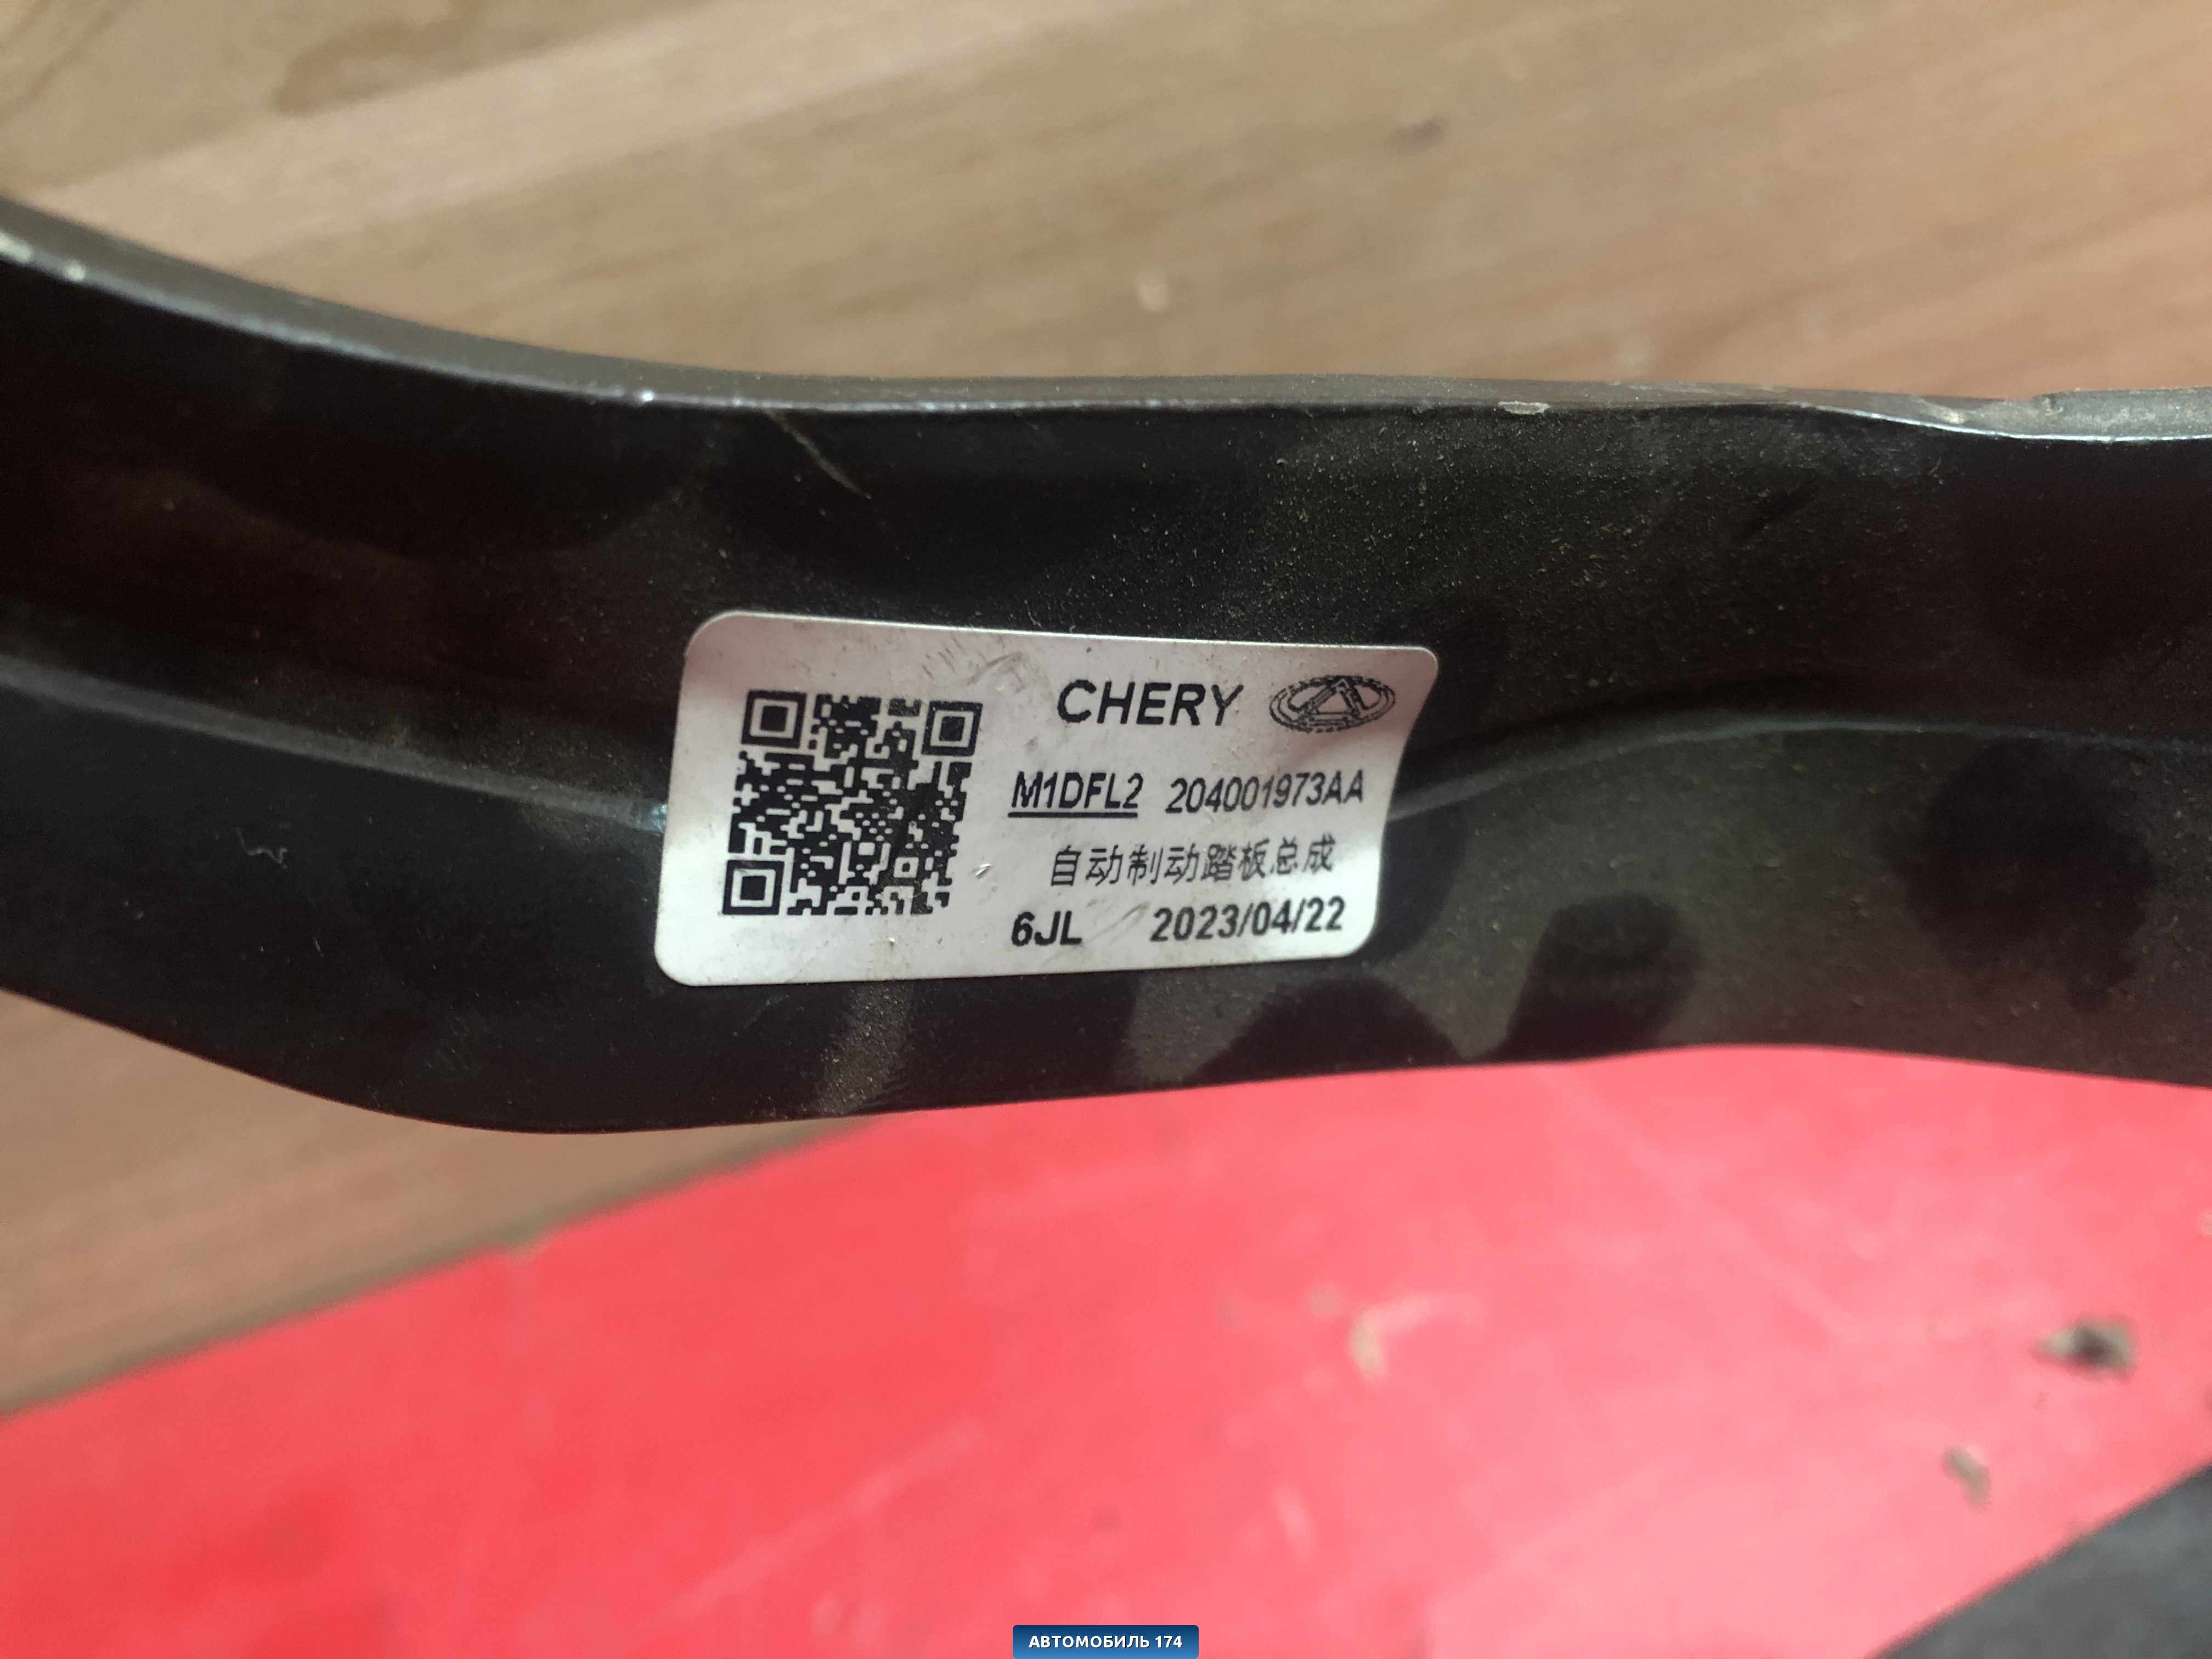 CHERY
M1DFL2 204001973AA
自动制动踏板总成
6JL 2023/04/22
АВТОМОБИЛЬ 174